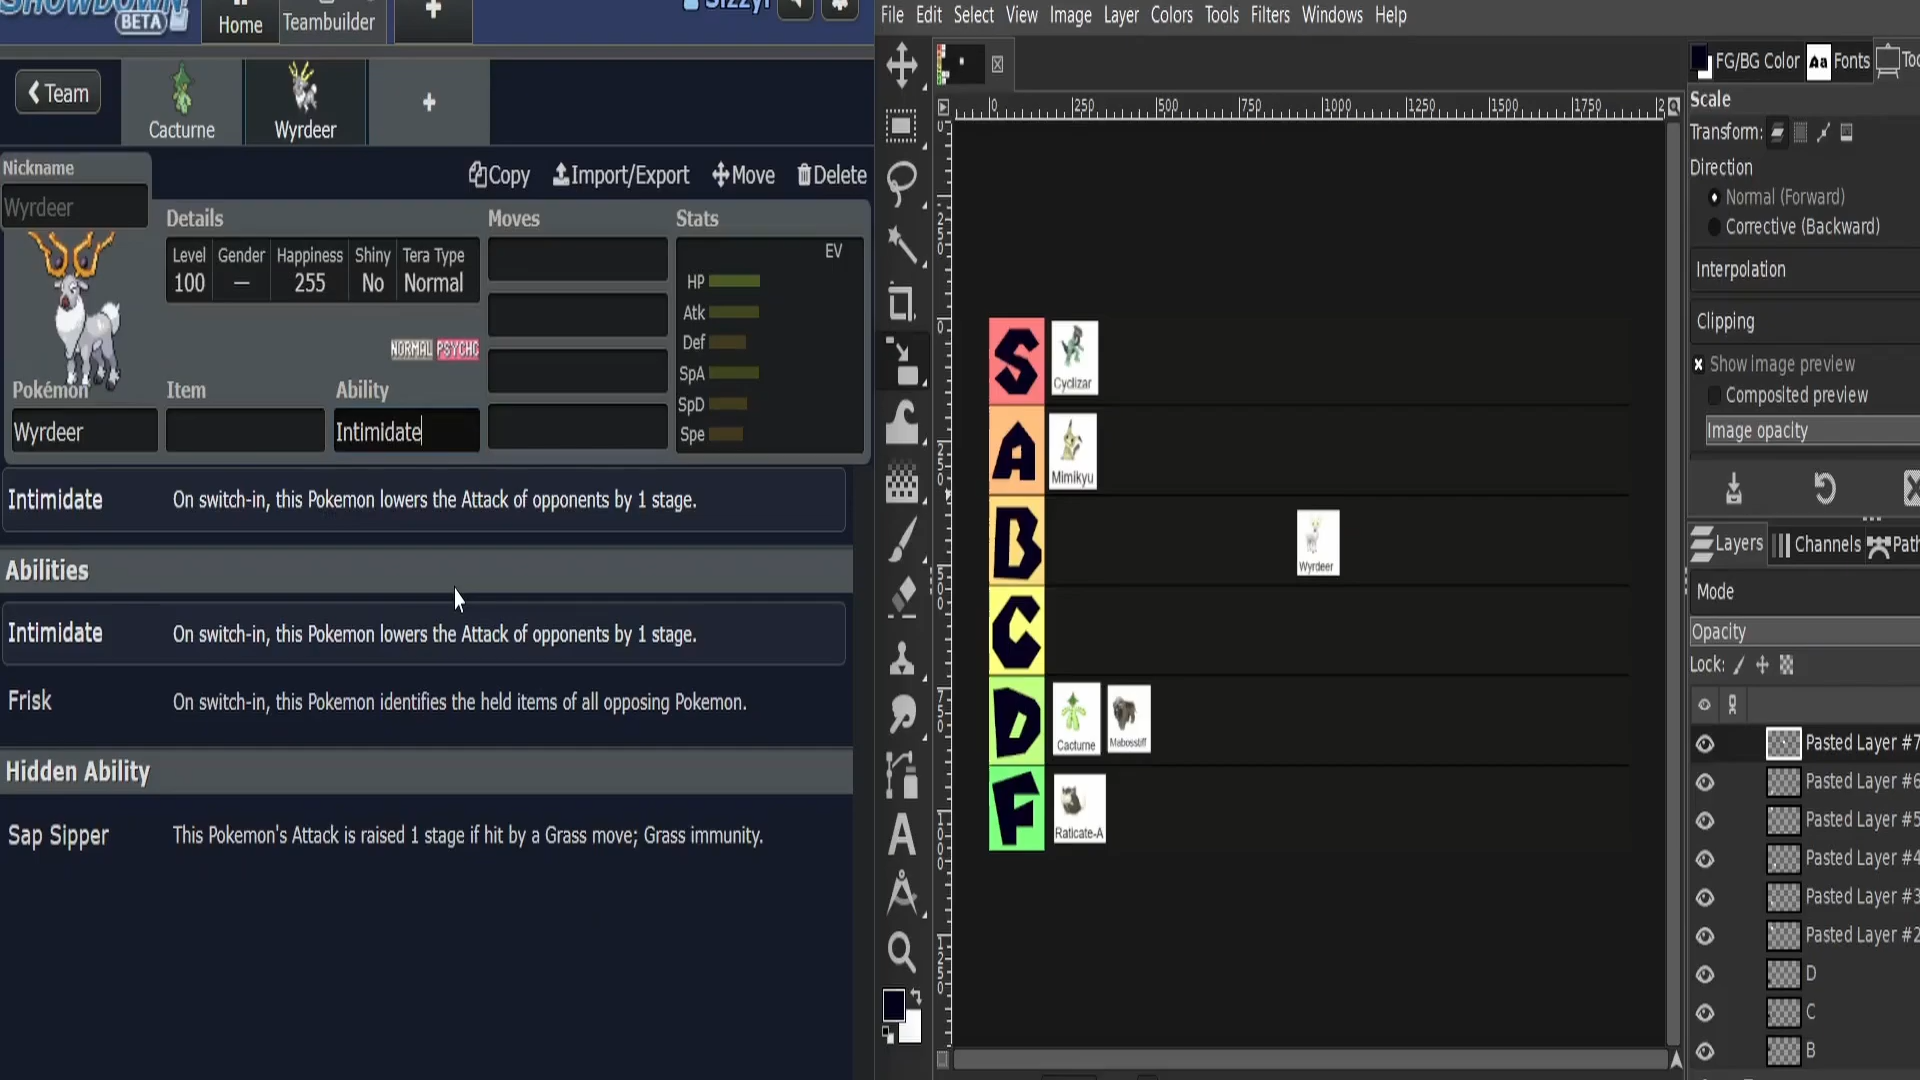 SHOWDOWN
BETA
Home
Teambuilder
+
Team
Cacturne
Wyrdeer
+
Copy
Import/Export
Move
Delete
Nickname
Wyrdeer
Details
Moves
Stats
Level
Gender
Happiness
Shiny
Tera Type
100
—
255
No
Normal
EV
HP
Atk
Def
SpA
SpD
Spe
NORMAL PSYCHC
Pokémon
Item
Ability
Wyrdeer
Intimidate
Intimidate On switch-in, this Pokemon lowers the Attack of opponents by 1 stage.
Abilities
Intimidate On switch-in, this Pokemon lowers the Attack of opponents by 1 stage.
Frisk On switch-in, this Pokemon identifies the held items of all opposing Pokemon.
Hidden Ability
Sap Sipper This Pokemon's Attack is raised 1 stage if hit by a Grass move; Grass immunity.
File Edit Select View Image Layer Colors Tools Filters Windows Help
0 250 500 750 1000 1250 1500 1750 2
S
Cyclizar
A
Mimikyu
B
Wyrdeer
C
D
Cacturne
Mabosstiff
F
Raticate-A
FG/BG Color
Aa Fonts
Too
Scale
Transform:
Direction
Normal (Forward)
Corrective (Backward)
Interpolation
Clipping
Show image preview
Composited preview
Image opacity
Layers
Channels
Path
Mode
Opacity
Lock:
Pasted Layer #7
Pasted Layer #6
Pasted Layer #5
Pasted Layer #4
Pasted Layer #3
Pasted Layer #2
D
C
B